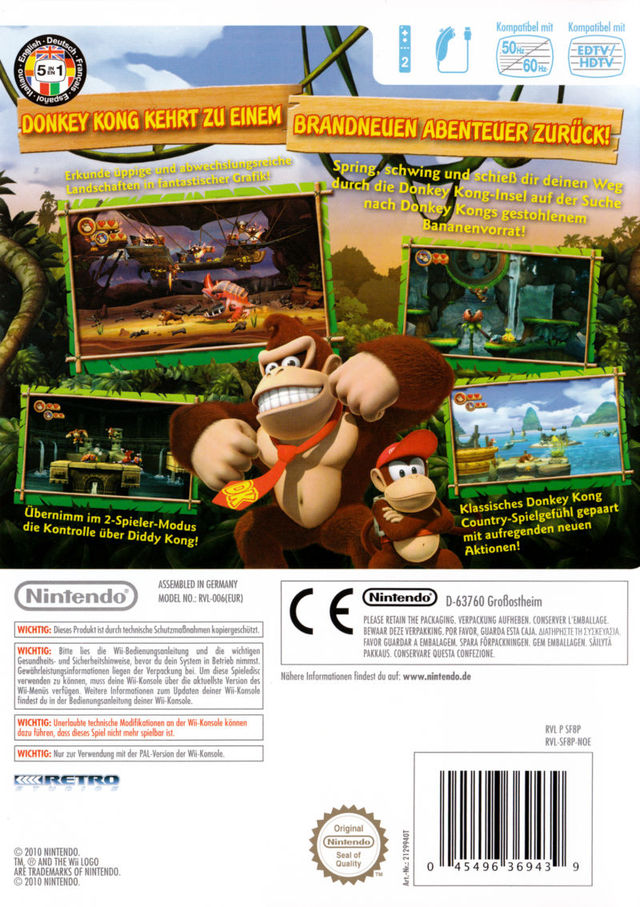 English · Deutsch · Français · Español · Italiano
5 IN EN 1
2
Kompatibel mit
50Hz/60Hz
Kompatibel mit
EDTV/
HDTV
DONKEY KONG KEHRT ZU EINEM
BRANDNEUEN ABENTEUER ZURÜCK!
Erkunde üppige und abwechslungsreiche
Landschaften in fantastischer Grafik!
Spring, schwing und schieß dir deinen Weg
durch die Donkey Kong-Insel auf der Suche
nach Donkey Kongs gestohlenem
Bananenvorrat!
Übernimm im 2-Spieler-Modus
die Kontrolle über Diddy Kong!
Klassisches Donkey Kong
Country-Spielgefühl gepaart
mit aufregenden neuen
Aktionen!
Nintendo®
ASSEMBLED IN GERMANY
MODEL NO.: RVL-006(EUR)
WICHTIG: Dieses Produkt ist durch technische Schutzmaßnahmen kopiergeschützt.
WICHTIG: Bitte lies die Wii-Bedienungsanleitung und die wichtigen
Gesundheits- und Sicherheitshinweise, bevor du dein System in Betrieb nimmst.
Gewährleistungsinformationen liegen der Verpackung bei. Um diese Spieledisc
verwenden zu können, muss deine Wii-Konsole über die aktuellste Version des
Wii-Menüs verfügen. Weitere Informationen zum Updaten deiner Wii-Konsole
findest du in der Bedienungsanleitung deiner Wii.
WICHTIG: Unerlaubte technische Modifikationen an der Wii-Konsole können
dazu führen, dass dieses Spiel nicht mehr spielbar ist.
WICHTIG: Nur zur Verwendung mit der PAL-Version der Wii-Konsole.
RETRO
STUDIOS
© 2010 NINTENDO.
TM, ® AND THE Wii LOGO
ARE TRADEMARKS OF NINTENDO.
© 2010 NINTENDO.
CE
Nintendo® D-63760 Großostheim
PLEASE RETAIN THE PACKAGING. VERPACKUNG AUFHEBEN. CONSERVER L'EMBALLAGE.
BEWAAR DEZE VERPAKKING. POR FAVOR, GUARDA ESTA CAJA. ΔΙΑΤΗΡΗΣΤΕ ΤΗ ΣΥΣΚΕΥΑΣΙΑ.
FAVOR GUARDAR A EMBALAGEM. SPARA FÖRPACKNINGEN. GEM EMBALLAGEN. SÄILYTÄ
PAKKAUS. CONSERVARE QUESTA CONFEZIONE.
Nähere Informationen findest du auf: www.nintendo.de
RVL P SF8P
RVL-SF8P-NOE
Original
Nintendo®
Seal of
Quality
TM
Art.-Nr.: 2129940T
0 45496 36943 9